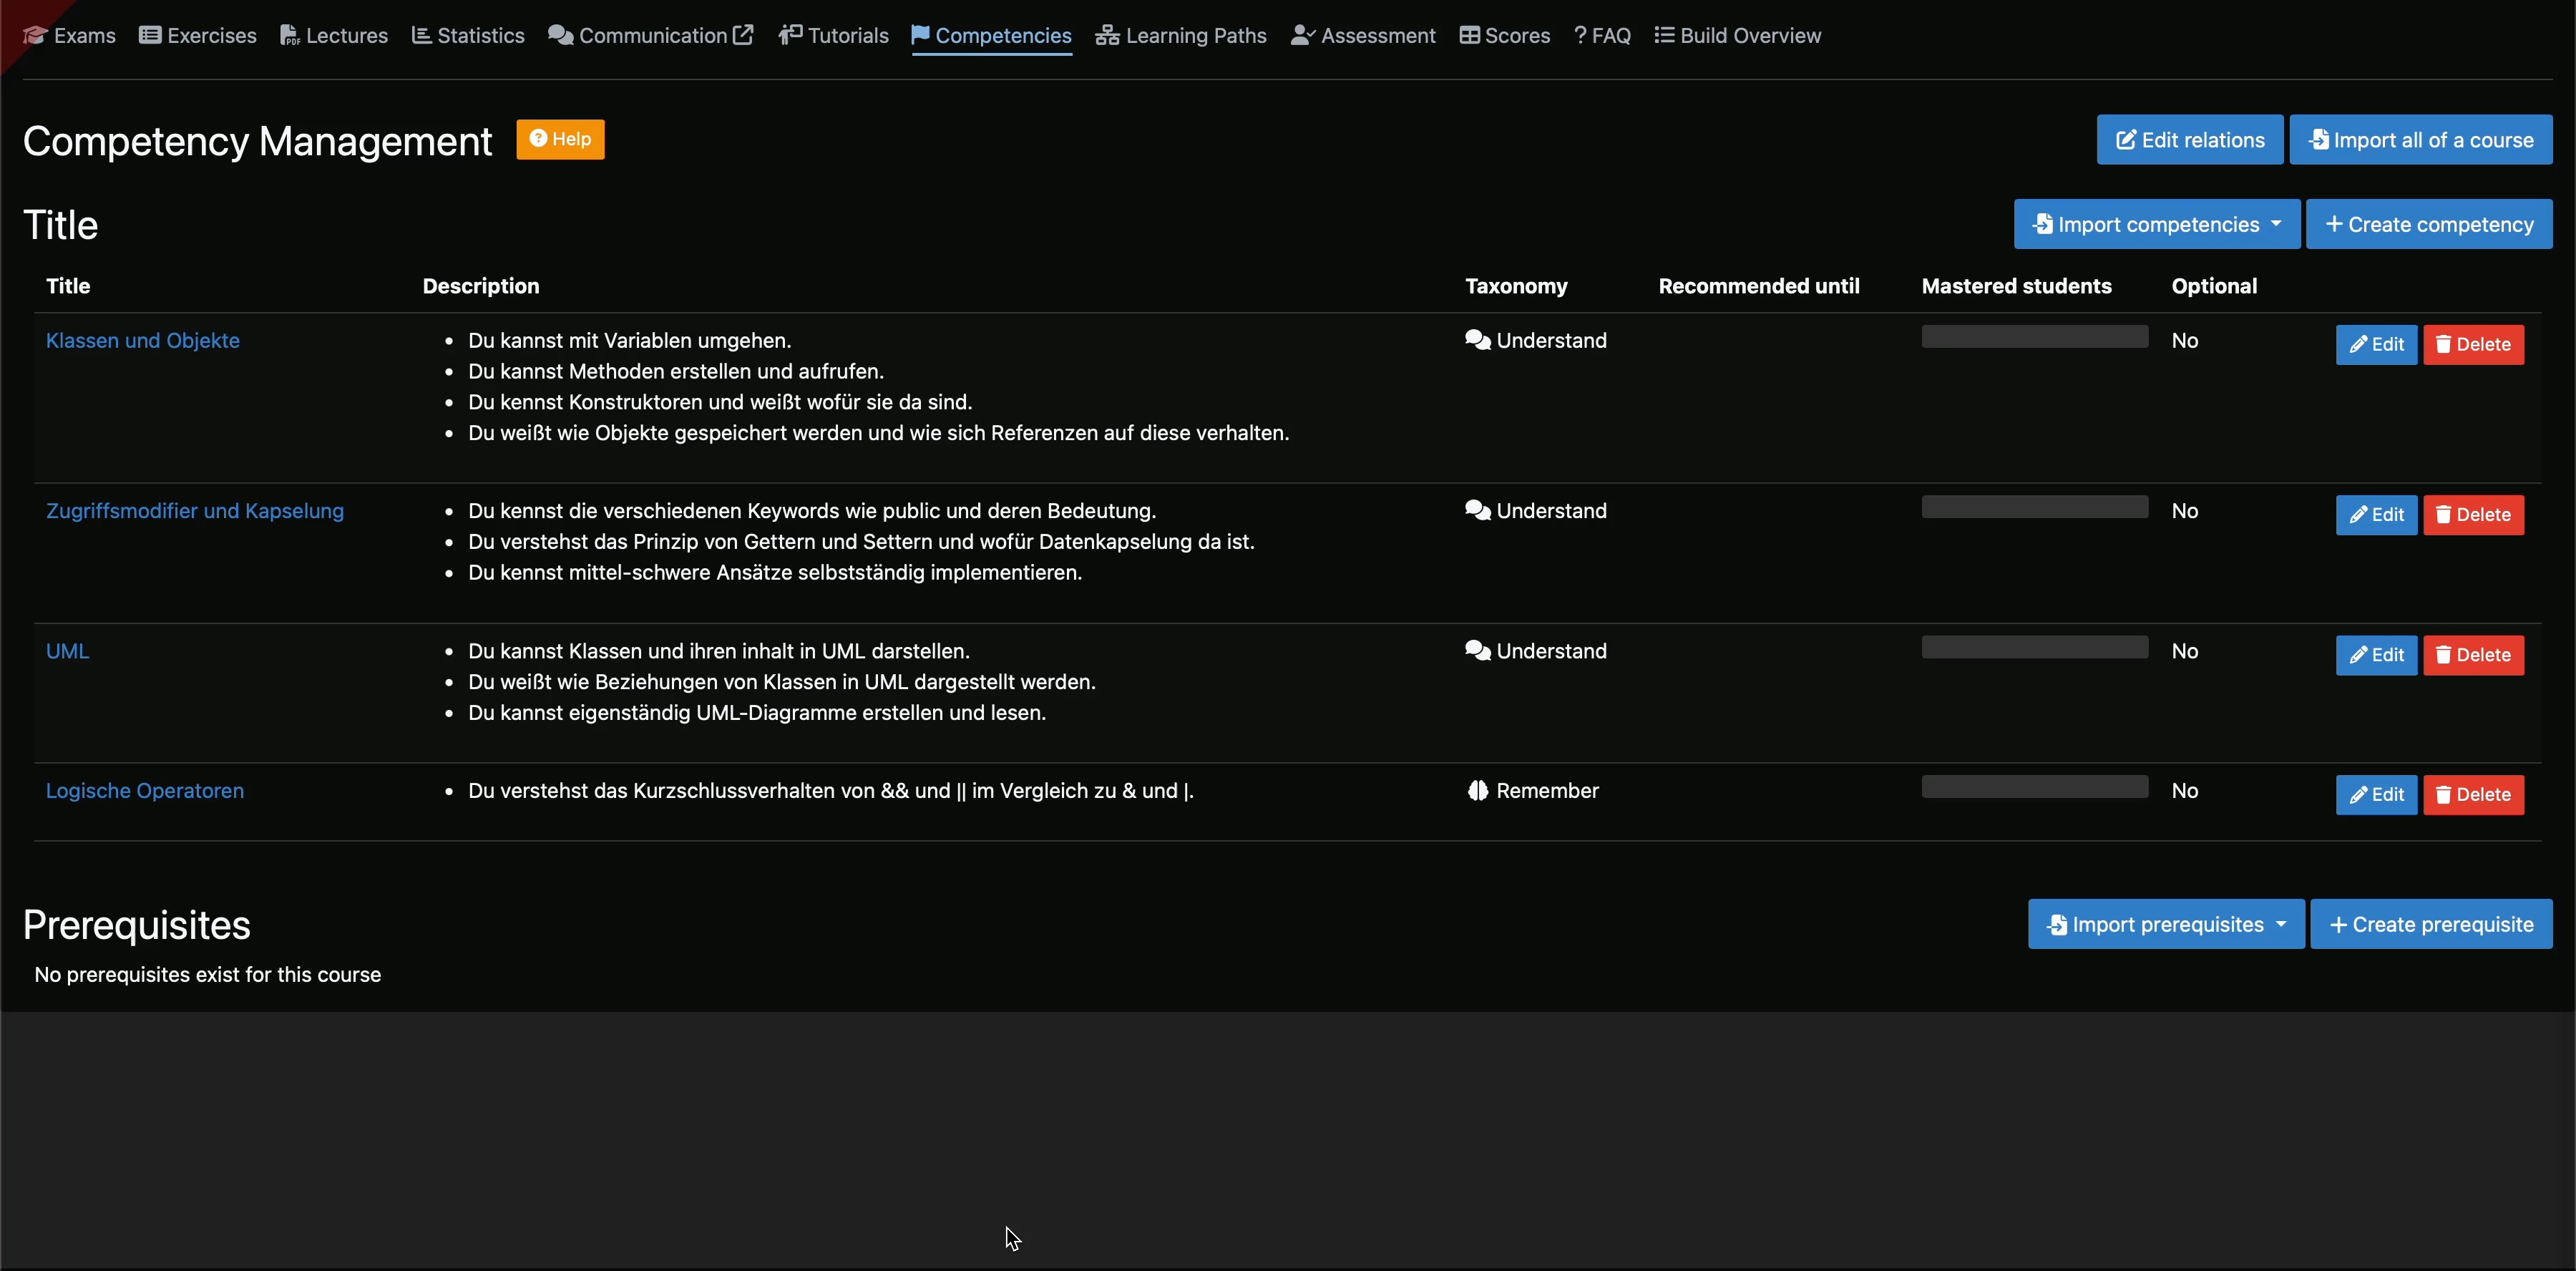 Exams Exercises Lectures Statistics Communication Tutorials Competencies Learning Paths Assessment Scores ? FAQ Build Overview
Competency Management ? Help Edit relations Import all of a course
Title Import competencies + Create competency
Title Description Taxonomy Recommended until Mastered students Optional
Klassen und Objekte • Du kannst mit Variablen umgehen. Understand No Edit Delete
• Du kannst Methoden erstellen und aufrufen.
• Du kennst Konstruktoren und weißt wofür sie da sind.
• Du weißt wie Objekte gespeichert werden und wie sich Referenzen auf diese verhalten.
Zugriffsmodifier und Kapselung • Du kennst die verschiedenen Keywords wie public und deren Bedeutung. Understand No Edit Delete
• Du verstehst das Prinzip von Gettern und Settern und wofür Datenkapselung da ist.
• Du kennst mittel-schwere Ansätze selbstständig implementieren.
UML • Du kannst Klassen und ihren inhalt in UML darstellen. Understand No Edit Delete
• Du weißt wie Beziehungen von Klassen in UML dargestellt werden.
• Du kannst eigenständig UML-Diagramme erstellen und lesen.
Logische Operatoren • Du verstehst das Kurzschlussverhalten von && und || im Vergleich zu & und |. Remember No Edit Delete
Prerequisites Import prerequisites + Create prerequisite
No prerequisites exist for this course